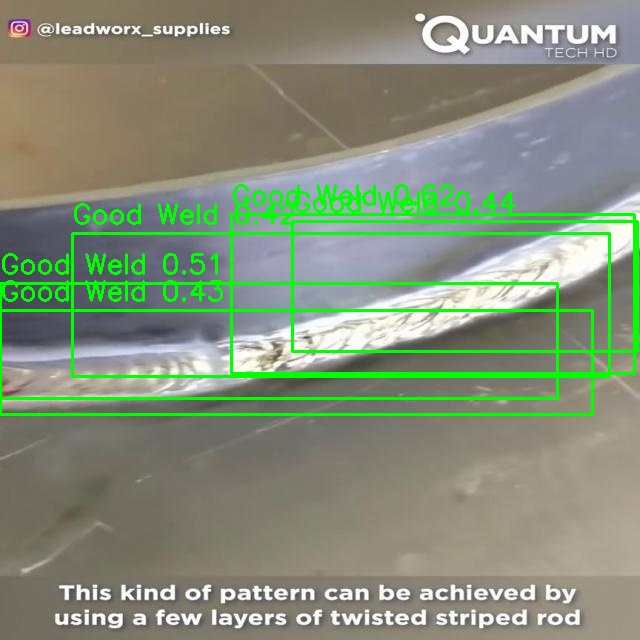 @leadworx_supplies
QUANTUM
TECH HD
Good Weld 0.62
Good Weld 0.44
Good Weld 0.42
Good Weld 0.51
Good Weld 0.43
This kind of pattern can be achieved by
using a few layers of twisted striped rod